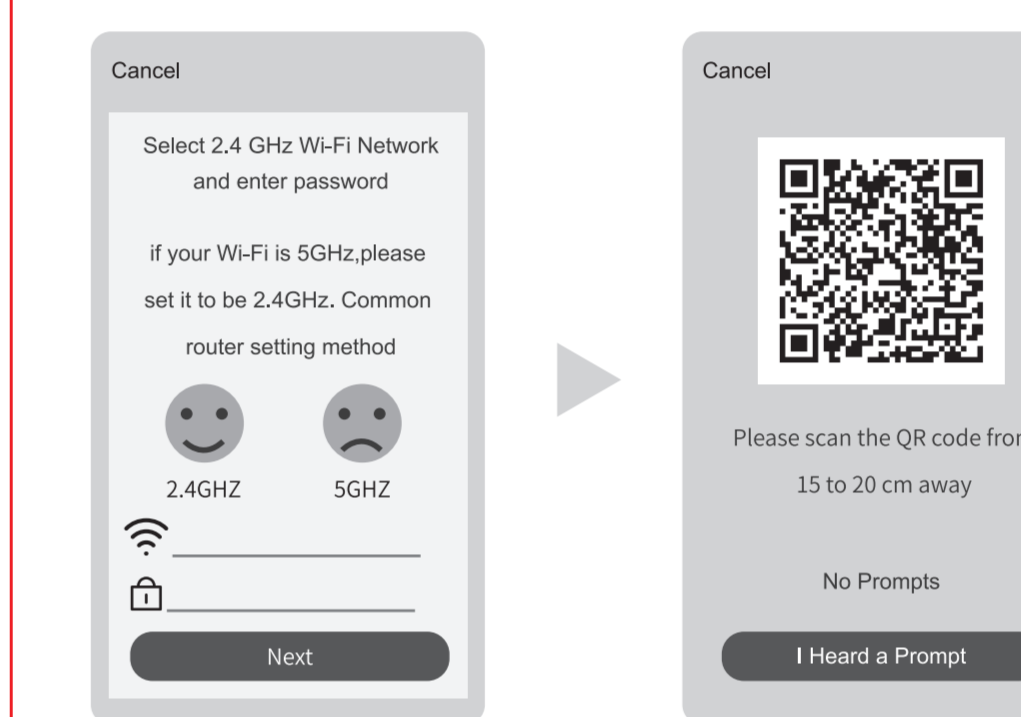 Cancel
Select 2.4 GHz Wi-Fi Network
and enter password
if your Wi-Fi is 5GHz,please
set it to be 2.4GHz. Common
router setting method
2.4GHZ 5GHZ
Next
Cancel
Please scan the QR code
15 to 20 cm away
No Prompts
I Heard a Prompt